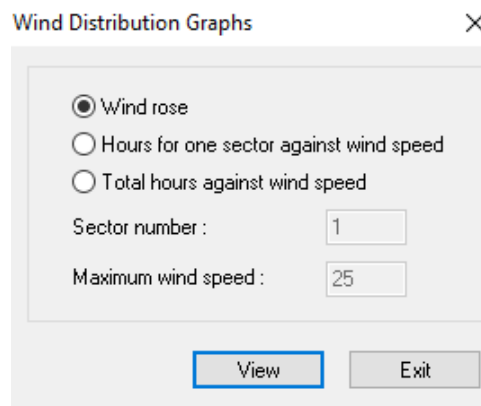 Wind Distribution Graphs
Wind rose
Hours for one sector against wind speed
Total hours against wind speed
Sector number : 1
Maximum wind speed : 25
View Exit